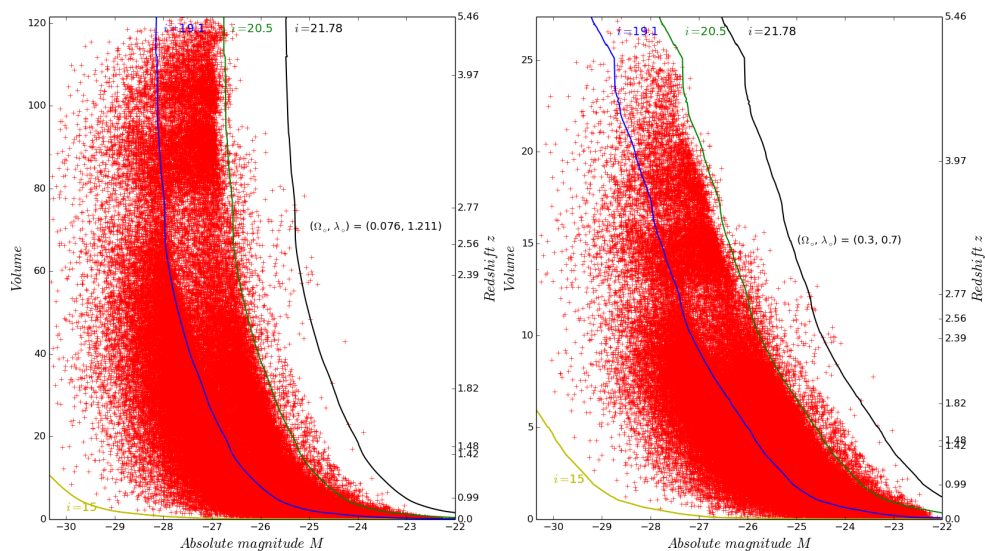 i=19.1 i=20.5 i=21.78
(Ω∘, λ∘) = (0.076, 1.211)
i=15
120
100
80
60
40
20
0
Volume
−30 −29 −28 −27 −26 −25 −24 −23 −22
Absolute magnitude M
5.46
3.97
2.77
2.56
2.39
1.82
1.48
1.42
0.99
0.0
Redshift z
i=19.1 i=20.5 i=21.78
(Ω∘, λ∘) = (0.3, 0.7)
i=15
25
20
15
10
5
0
Volume
−30 −29 −28 −27 −26 −25 −24 −23 −22
Absolute magnitude M
5.46
3.97
2.77
2.56
2.39
1.82
1.48
1.42
0.99
0.0
Redshift z